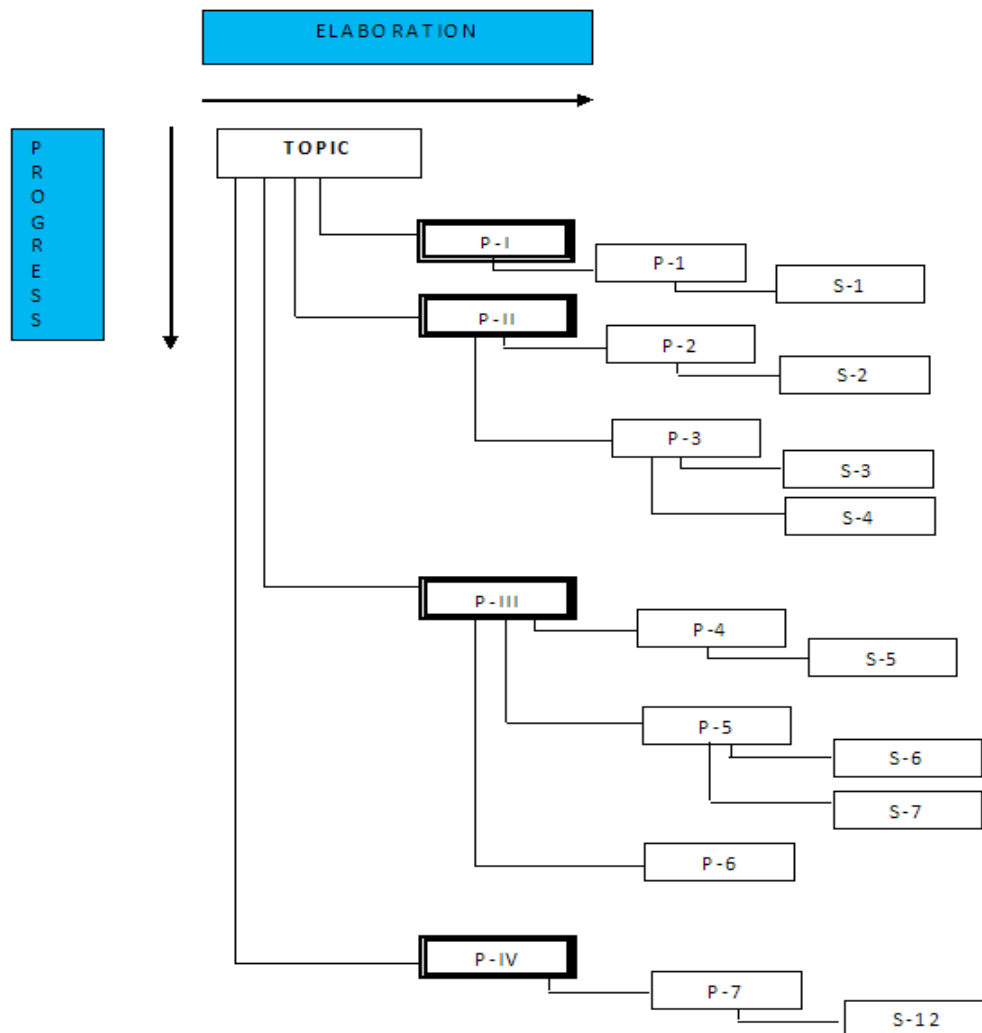 ELABORATION
PROGRESS
TOPIC
P-I
P-1
S-1
P-II
P-2
S-2
P-3
S-3
S-4
P-III
P-4
S-5
P-5
S-6
S-7
P-6
P-IV
P-7
S-12